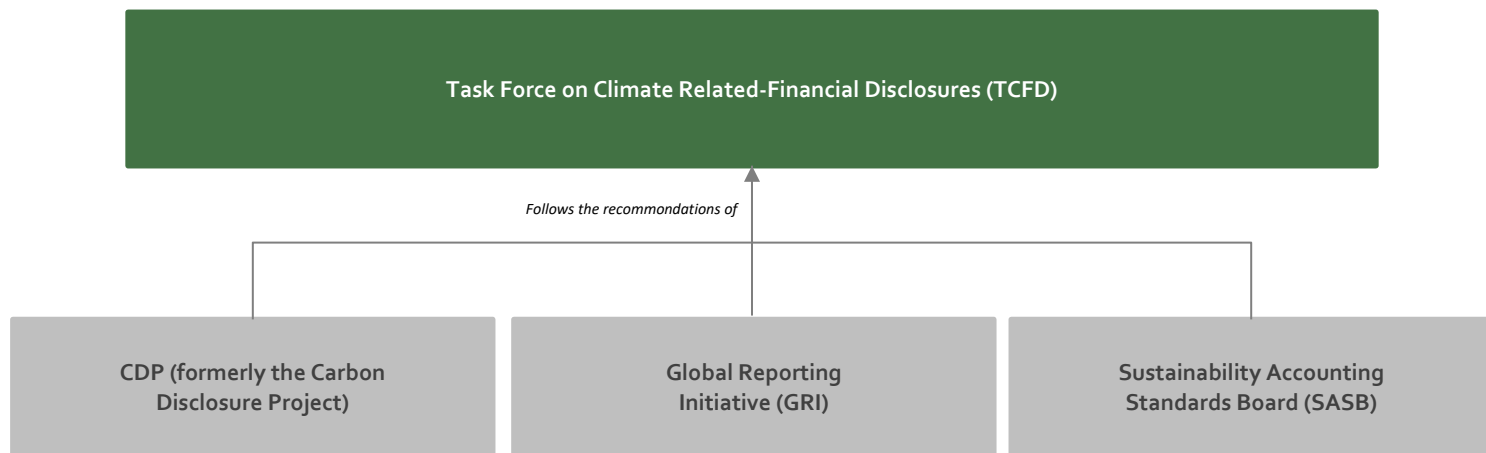 Task Force on Climate Related-Financial Disclosures (TCFD)
Follows the recommondations of
CDP (formerly the Carbon
Disclosure Project)
Global Reporting
Initiative (GRI)
Sustainability Accounting
Standards Board (SASB)